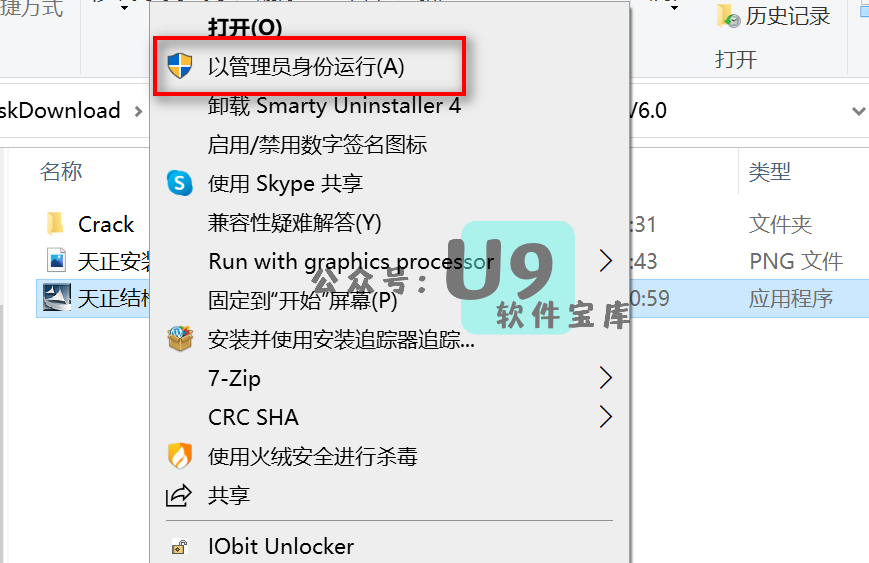 捷方式
历史记录
打开
skDownload
V6.0
名称
类型
Crack
:31
文件夹
天正安装
:43
PNG 文件
天正结构
0:59
应用程序
打开(O)
以管理员身份运行(A)
卸载 Smarty Uninstaller 4
启用/禁用数字签名图标
使用 Skype 共享
兼容性疑难解答(Y)
Run with graphics processor
固定到"开始"屏幕(P)
安装并使用安装追踪器追踪...
7-Zip
CRC SHA
使用火绒安全进行杀毒
共享
IObit Unlocker
公众号：
U9
软件宝库